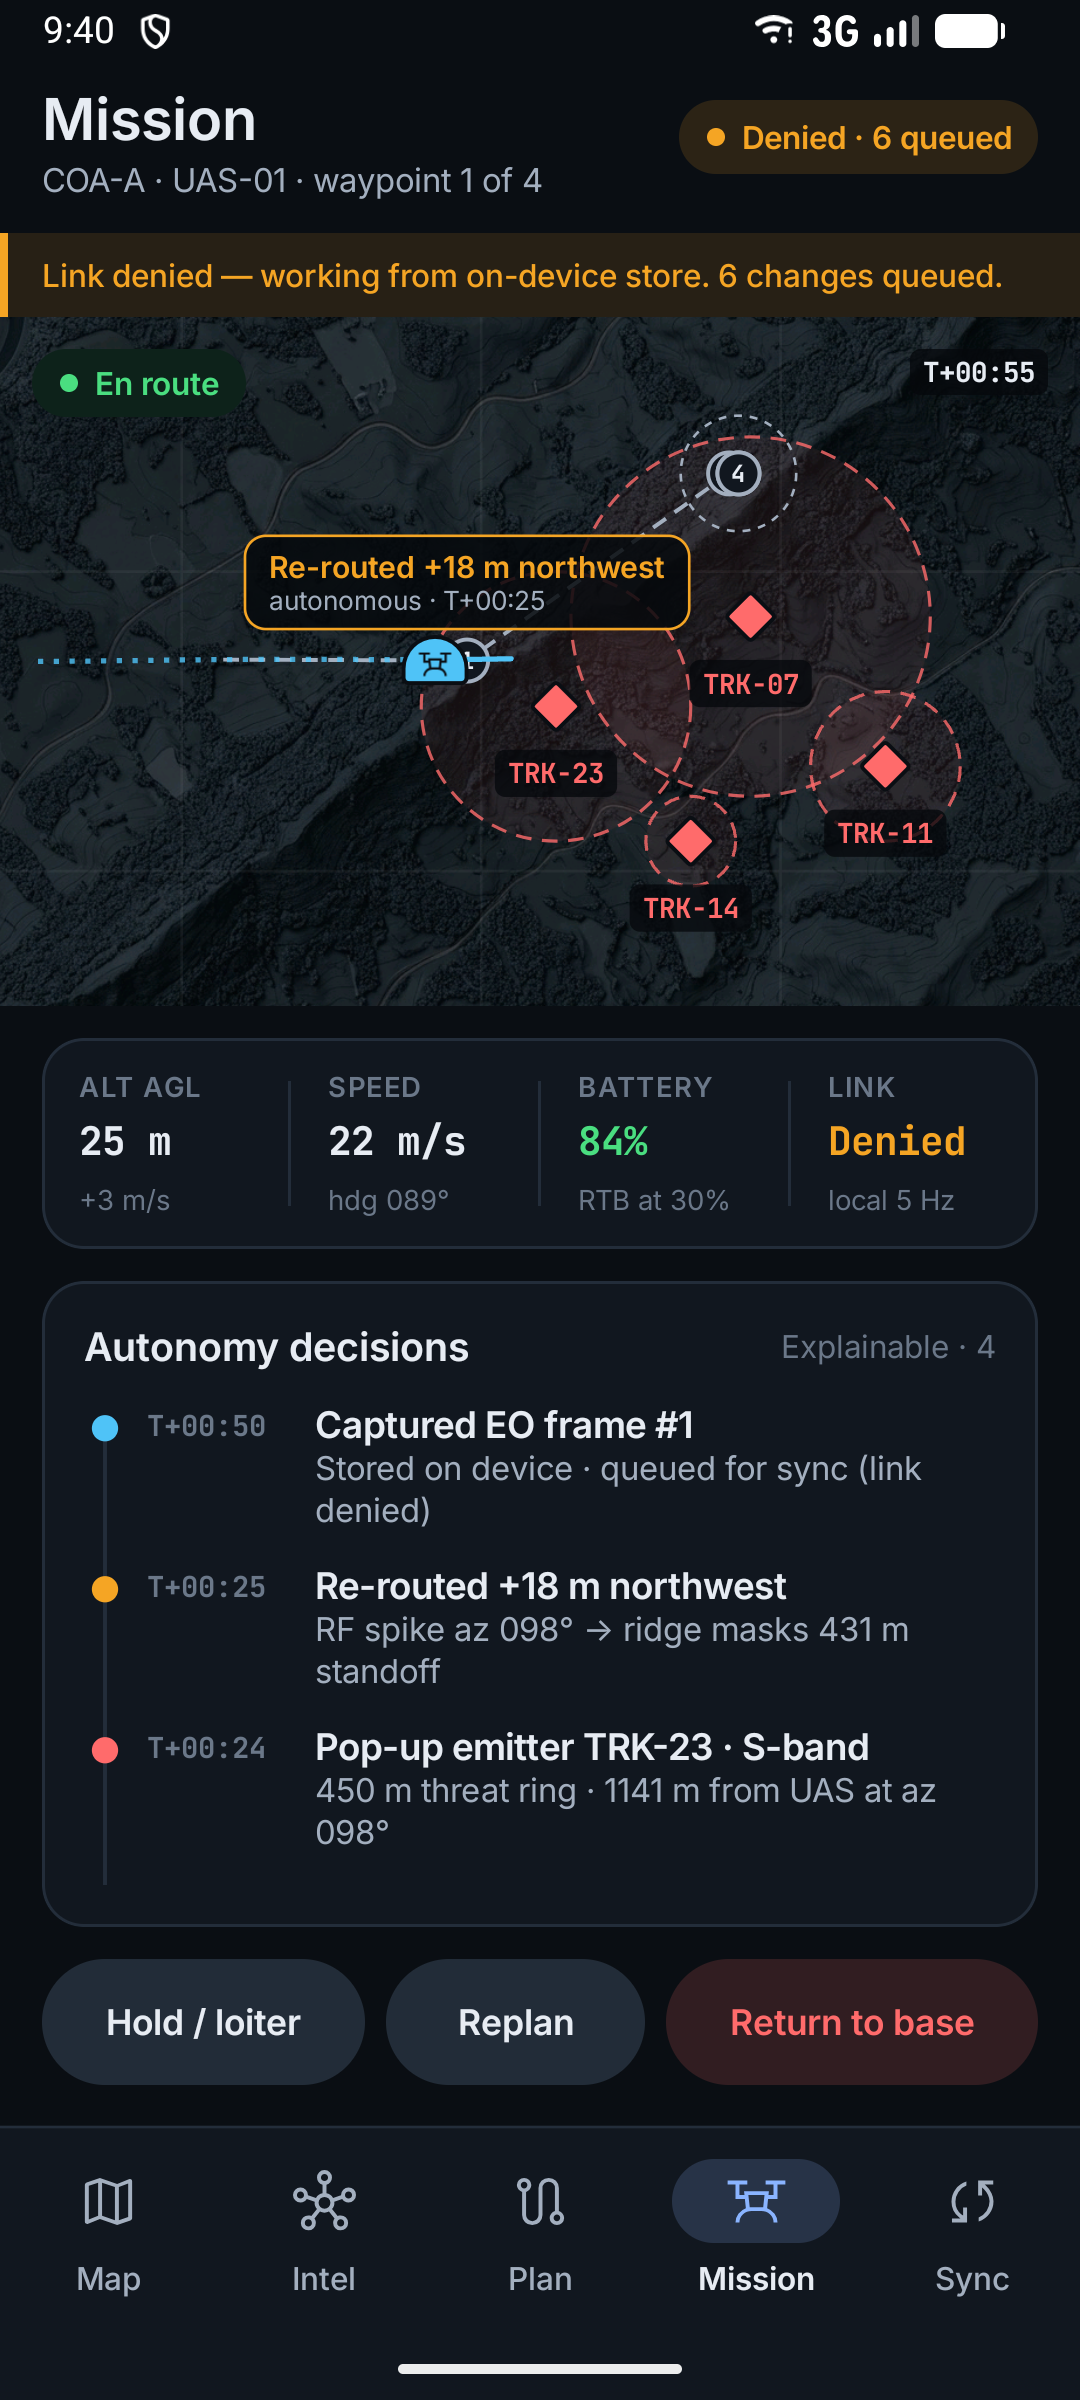 9:40
3G
Mission
Denied · 6 queued
COA-A · UAS-01 · waypoint 1 of 4
Link denied — working from on-device store. 6 changes queued.
En route
T+00:55
4
Re-routed +18 m northwest
autonomous · T+00:25
1
TRK-07
TRK-23
TRK-11
TRK-14
ALT AGL
25 m
+3 m/s
SPEED
22 m/s
hdg 089°
BATTERY
84%
RTB at 30%
LINK
Denied
local 5 Hz
Autonomy decisions
Explainable · 4
T+00:50
Captured EO frame #1
Stored on device · queued for sync (link
denied)
T+00:25
Re-routed +18 m northwest
RF spike az 098° → ridge masks 431 m
standoff
T+00:24
Pop-up emitter TRK-23 · S-band
450 m threat ring · 1141 m from UAS at az
098°
Hold / loiter
Replan
Return to base
Map
Intel
Plan
Mission
Sync